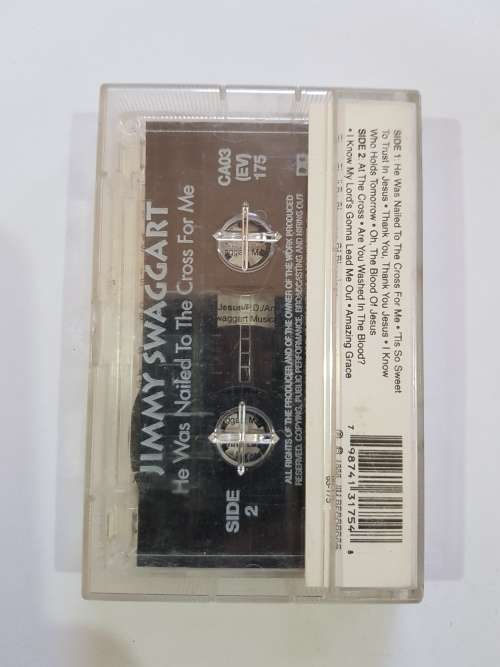 SIDE 1: He Was Nailed To The Cross For Me • 'Tis So Sweet
To Trust In Jesus • Thank You, Thank You Jesus • I Know
Who Holds Tomorrow • Oh, The Blood Of Jesus
SIDE 2: At The Cross • Are You Washed In The Blood?
• I Know My Lord's Gonna Lead Me Out • Amazing Grace
7 98741 31754 8
JIMMY SWAGGART
He Was Nailed To The Cross For Me
CA03
(EV)
175
SIDE
2
ALL RIGHTS OF THE PRODUCER AND OF THE OWNER OF THE WORK PRODUCED
RESERVED. COPYING, PUBLIC PERFORMANCE, BROADCASTING AND HIRING OUT